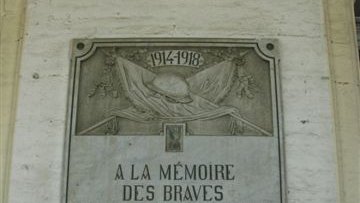 1914-1918
A LA MÉMOIRE
DES BRAVES